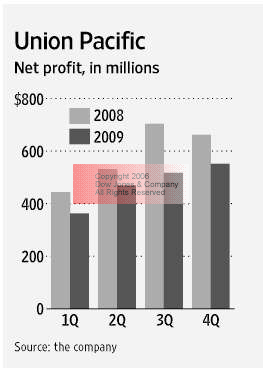 Union Pacific
Net profit, in millions
$800
2008
2009
600
Copyright 2008
Dow Jones & Company
All Rights Reserved
400
200
0
1Q 2Q 3Q 4Q
Source: the company